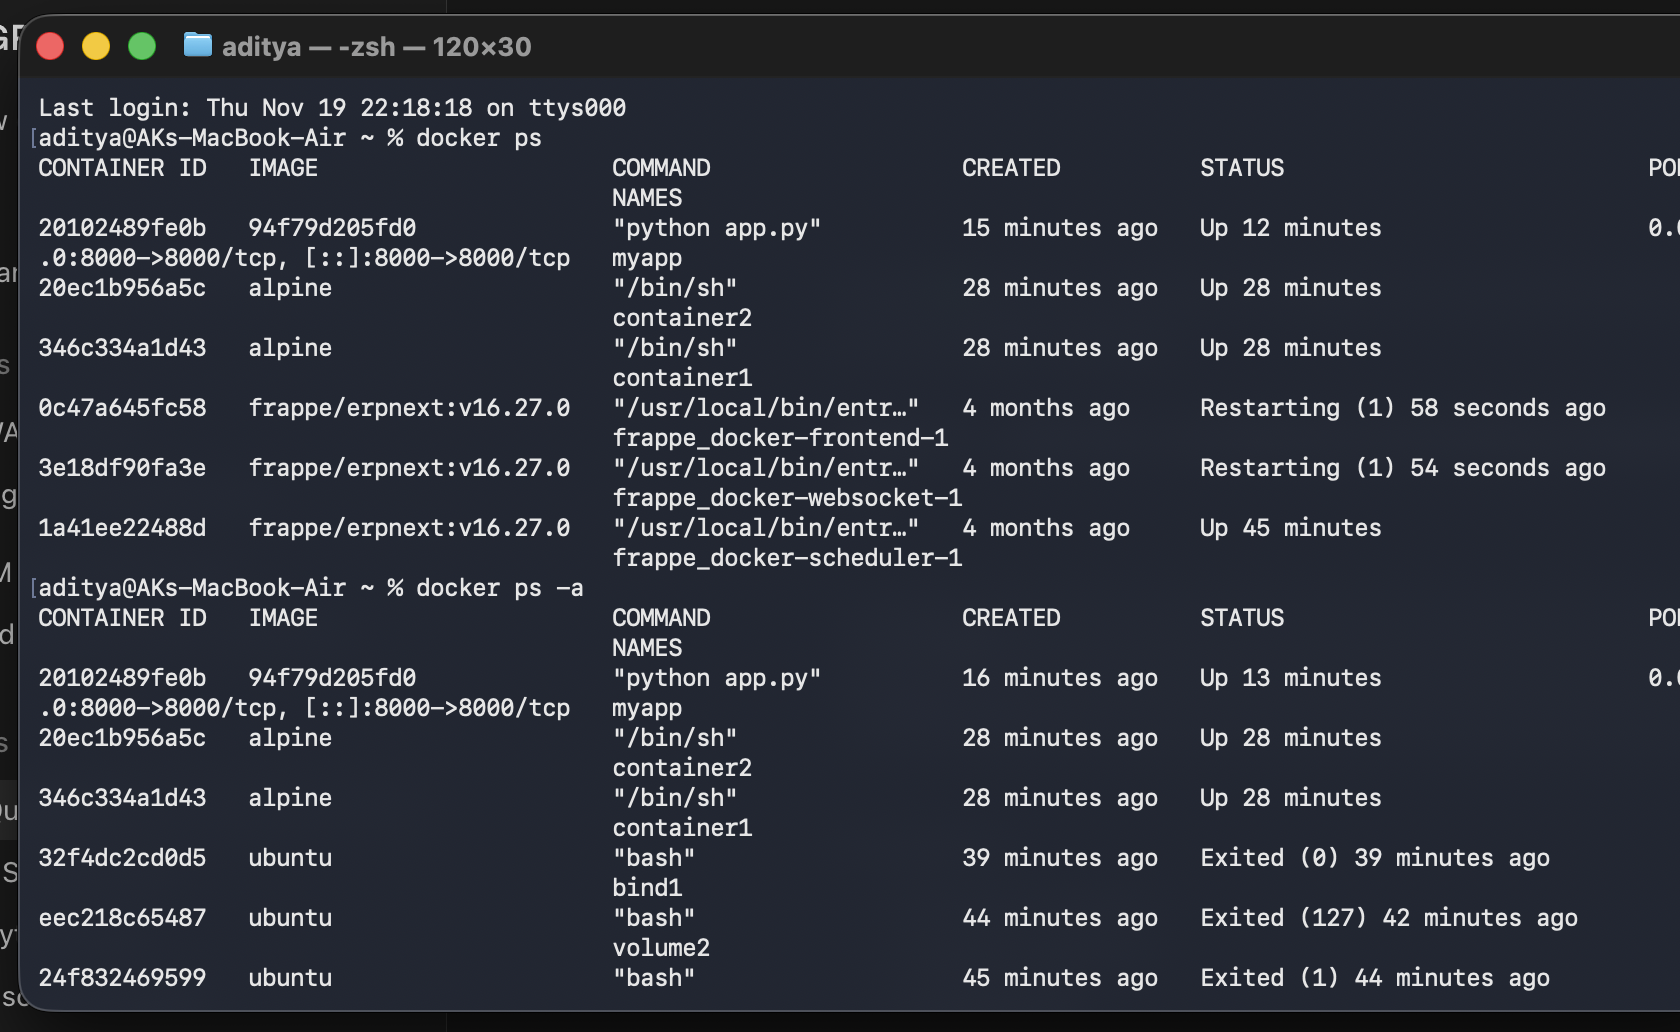 aditya — -zsh — 120×30
Last login: Thu Nov 19 22:18:18 on ttys000
[aditya@AKs-MacBook-Air ~ % docker ps
CONTAINER ID   IMAGE                     COMMAND                  CREATED          STATUS
NAMES
20102489fe0b   94f79d205fd0              "python app.py"          15 minutes ago   Up 12 minutes
.0:8000->8000/tcp, [::]:8000->8000/tcp   myapp
20ec1b956a5c   alpine                    "/bin/sh"                28 minutes ago   Up 28 minutes
container2
346c334a1d43   alpine                    "/bin/sh"                28 minutes ago   Up 28 minutes
container1
0c47a645fc58   frappe/erpnext:v16.27.0   "/usr/local/bin/entr…"   4 months ago     Restarting (1) 58 seconds ago
frappe_docker-frontend-1
3e18df90fa3e   frappe/erpnext:v16.27.0   "/usr/local/bin/entr…"   4 months ago     Restarting (1) 54 seconds ago
frappe_docker-websocket-1
1a41ee22488d   frappe/erpnext:v16.27.0   "/usr/local/bin/entr…"   4 months ago     Up 45 minutes
frappe_docker-scheduler-1
[aditya@AKs-MacBook-Air ~ % docker ps -a
CONTAINER ID   IMAGE                     COMMAND                  CREATED          STATUS
NAMES
20102489fe0b   94f79d205fd0              "python app.py"          16 minutes ago   Up 13 minutes
.0:8000->8000/tcp, [::]:8000->8000/tcp   myapp
20ec1b956a5c   alpine                    "/bin/sh"                28 minutes ago   Up 28 minutes
container2
346c334a1d43   alpine                    "/bin/sh"                28 minutes ago   Up 28 minutes
container1
32f4dc2cd0d5   ubuntu                    "bash"                   39 minutes ago   Exited (0) 39 minutes ago
bind1
eec218c65487   ubuntu                    "bash"                   44 minutes ago   Exited (127) 42 minutes ago
volume2
24f832469599   ubuntu                    "bash"                   45 minutes ago   Exited (1) 44 minutes ago